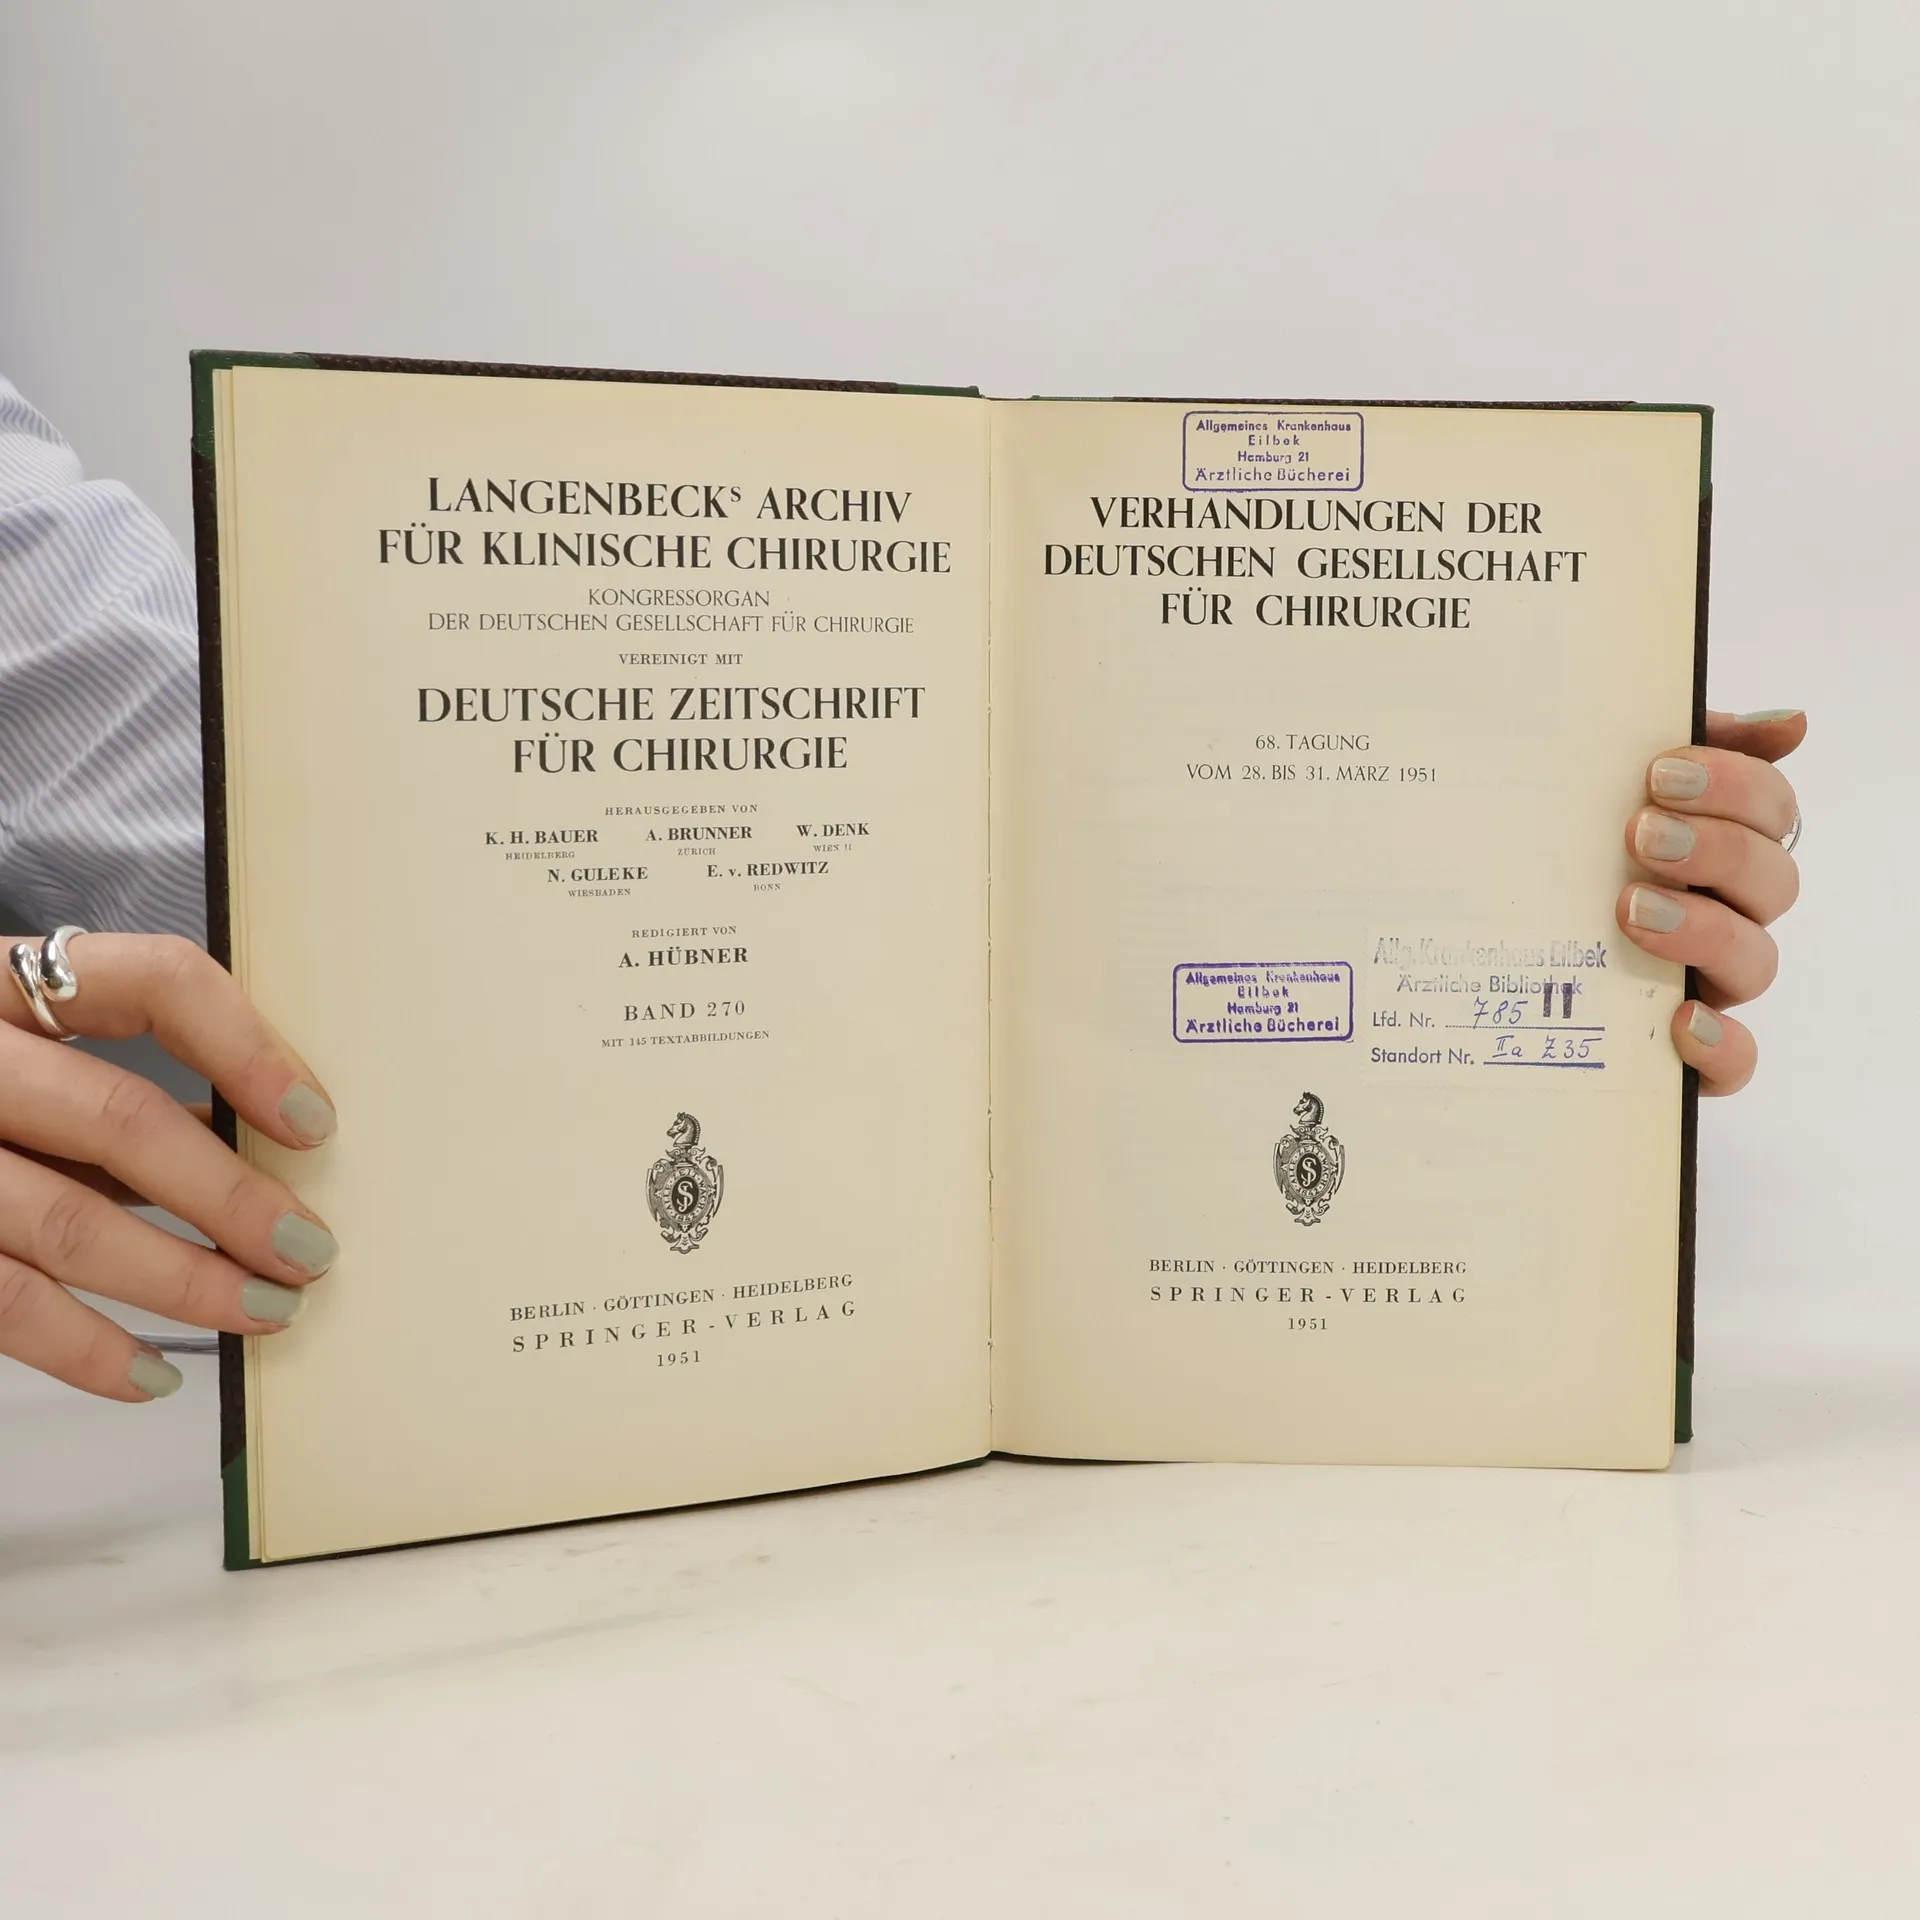 LANGENBECKS ARCHIV
FÜR KLINISCHE CHIRURGIE
KONGRESSORGAN
DER DEUTSCHEN GESELLSCHAFT FÜR CHIRURGIE
VEREINIGT MIT
DEUTSCHE ZEITSCHRIFT
FÜR CHIRURGIE
HERAUSGEGEBEN VON
K. H. BAUER A. BRUNNER W. DENK
HEIDELBERG ZÜRICH WIEN
N. GULEKE E. v. REDWITZ
WIESBADEN BONN
REDIGIERT VON
A. HÜBNER
BAND 270
MIT 145 TEXTABBILDUNGEN
BERLIN · GÖTTINGEN · HEIDELBERG
SPRINGER-VERLAG
1951
Allgemeines Krankenhaus
Eilbek
Hamburg 21
Ärztliche Bücherei
VERHANDLUNGEN DER
DEUTSCHEN GESELLSCHAFT
FÜR CHIRURGIE
68. TAGUNG
VOM 28. BIS 31. MÄRZ 1951
Allgemeines Krankenhaus
Eilbek
Hamburg 21
Ärztliche Bücherei
Allg. Krankenhaus Eilbek
Ärztliche Bibliothek
Lfd. Nr. 785 II
Standort Nr. IIa Z35
BERLIN · GÖTTINGEN · HEIDELBERG
SPRINGER-VERLAG
1951